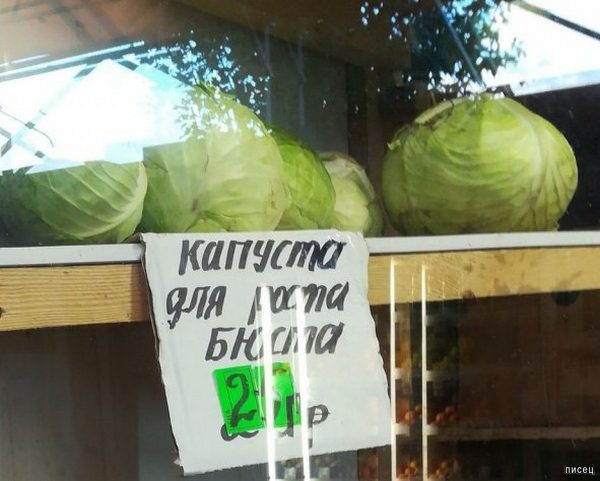 Капуста
для роста
Бюста
писец